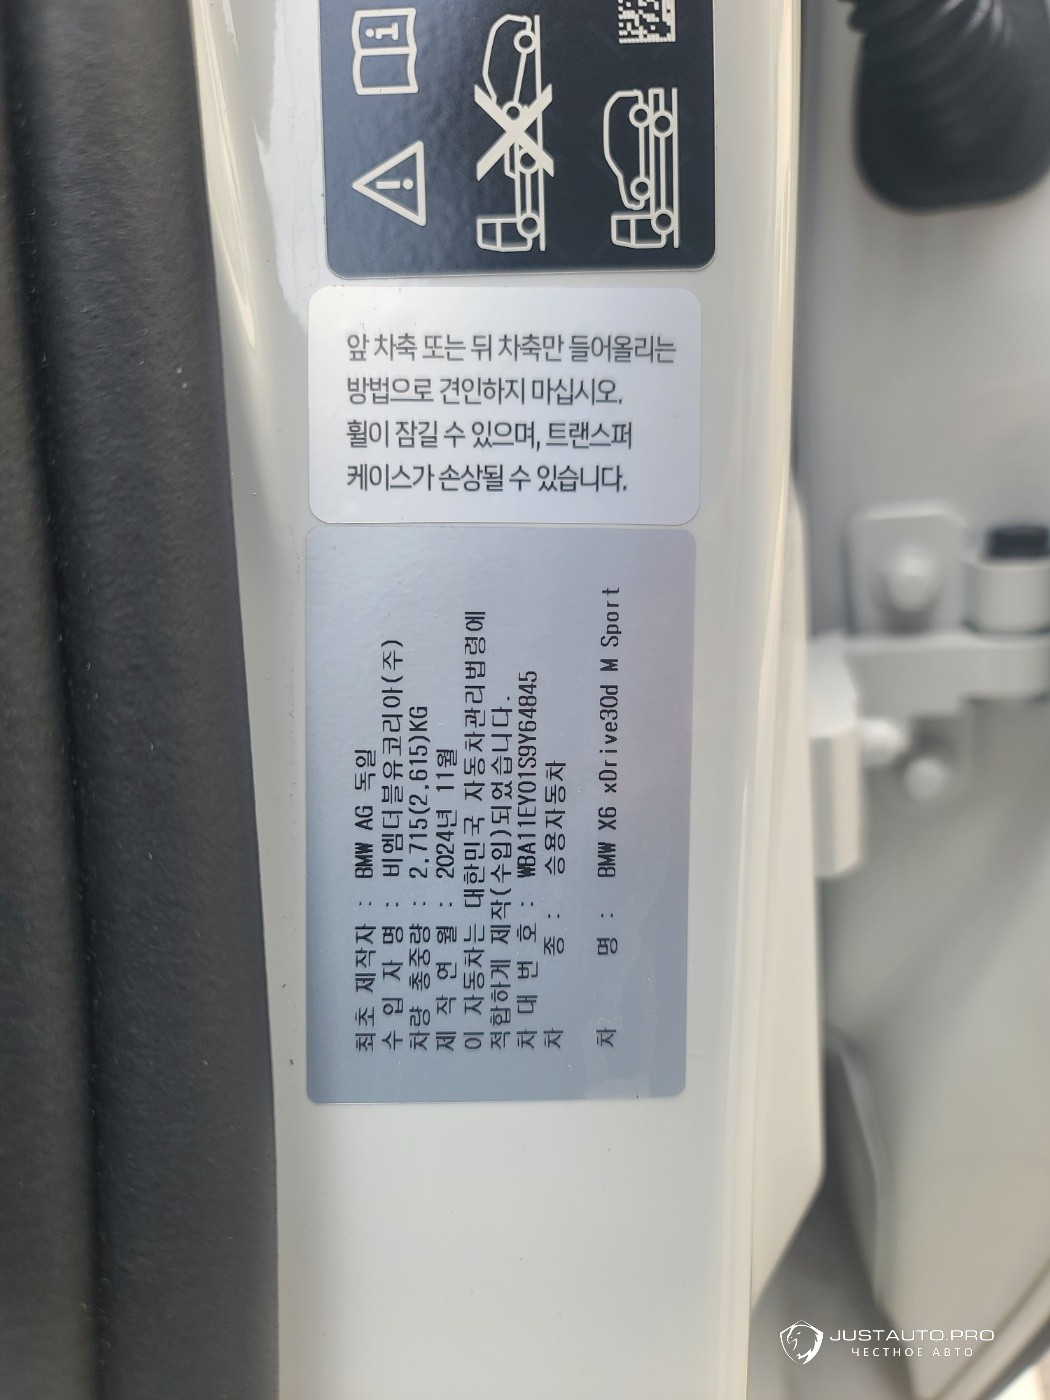 앞 차축 또는 뒤 차축만 들어올리는
방법으로 견인하지 마십시오.
휠이 잠길 수 있으며, 트랜스퍼
케이스가 손상될 수 있습니다.
최초 제작자 : BMW AG 독일
수 입 자 명 : 비엠더블유코리아(주)
차량 총중량 : 2,715(2,615)KG
제 작 연 월 : 2024년 11월
이 자동차는 대한민국 자동차관리법령에
적합하게 제작(수입)되었습니다.
차 대 번 호 : WBA11EY01S9Y64845
차 종 : 승용자동차
차 명 : BMW X6 xDrive30d M Sport
JUSTAUTO.PRO
ЧЕСТНОЕ АВТО